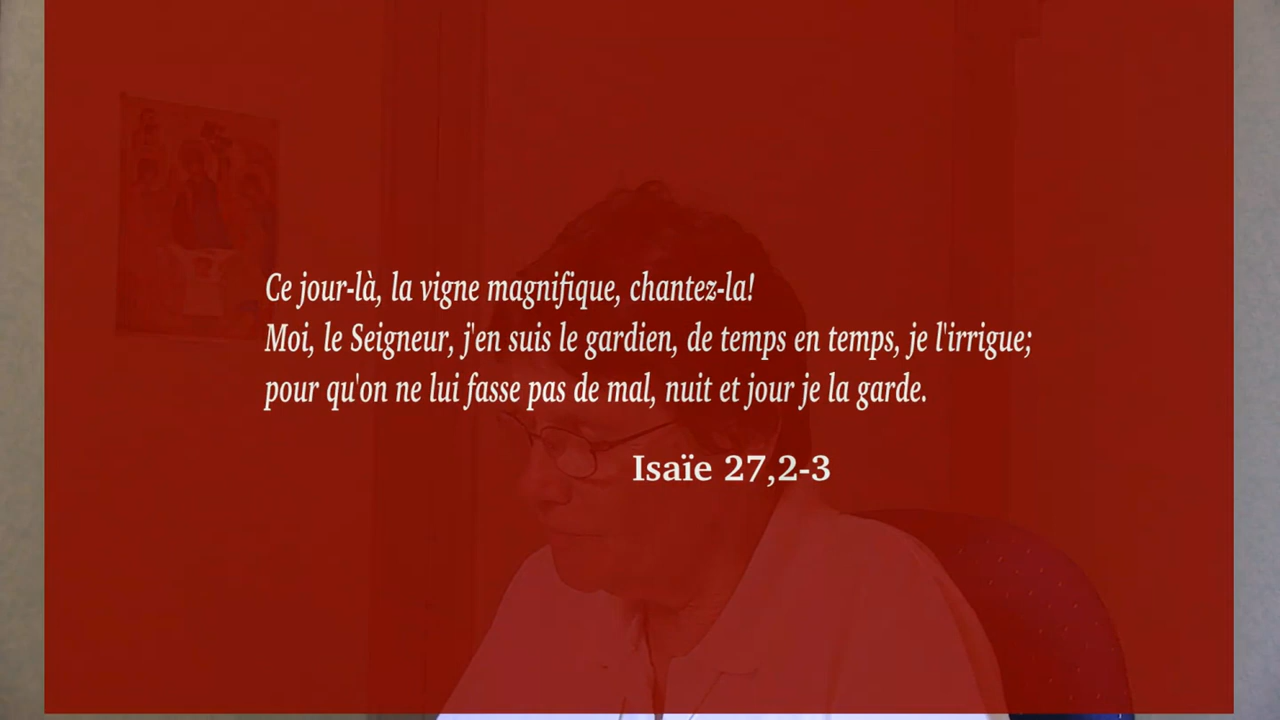 Ce jour-là, la vigne magnifique, chantez-la!
Moi, le Seigneur, j'en suis le gardien, de temps en temps, je l'irrigue;
pour qu'on ne lui fasse pas de mal, nuit et jour je la garde.
Isaïe 27,2-3